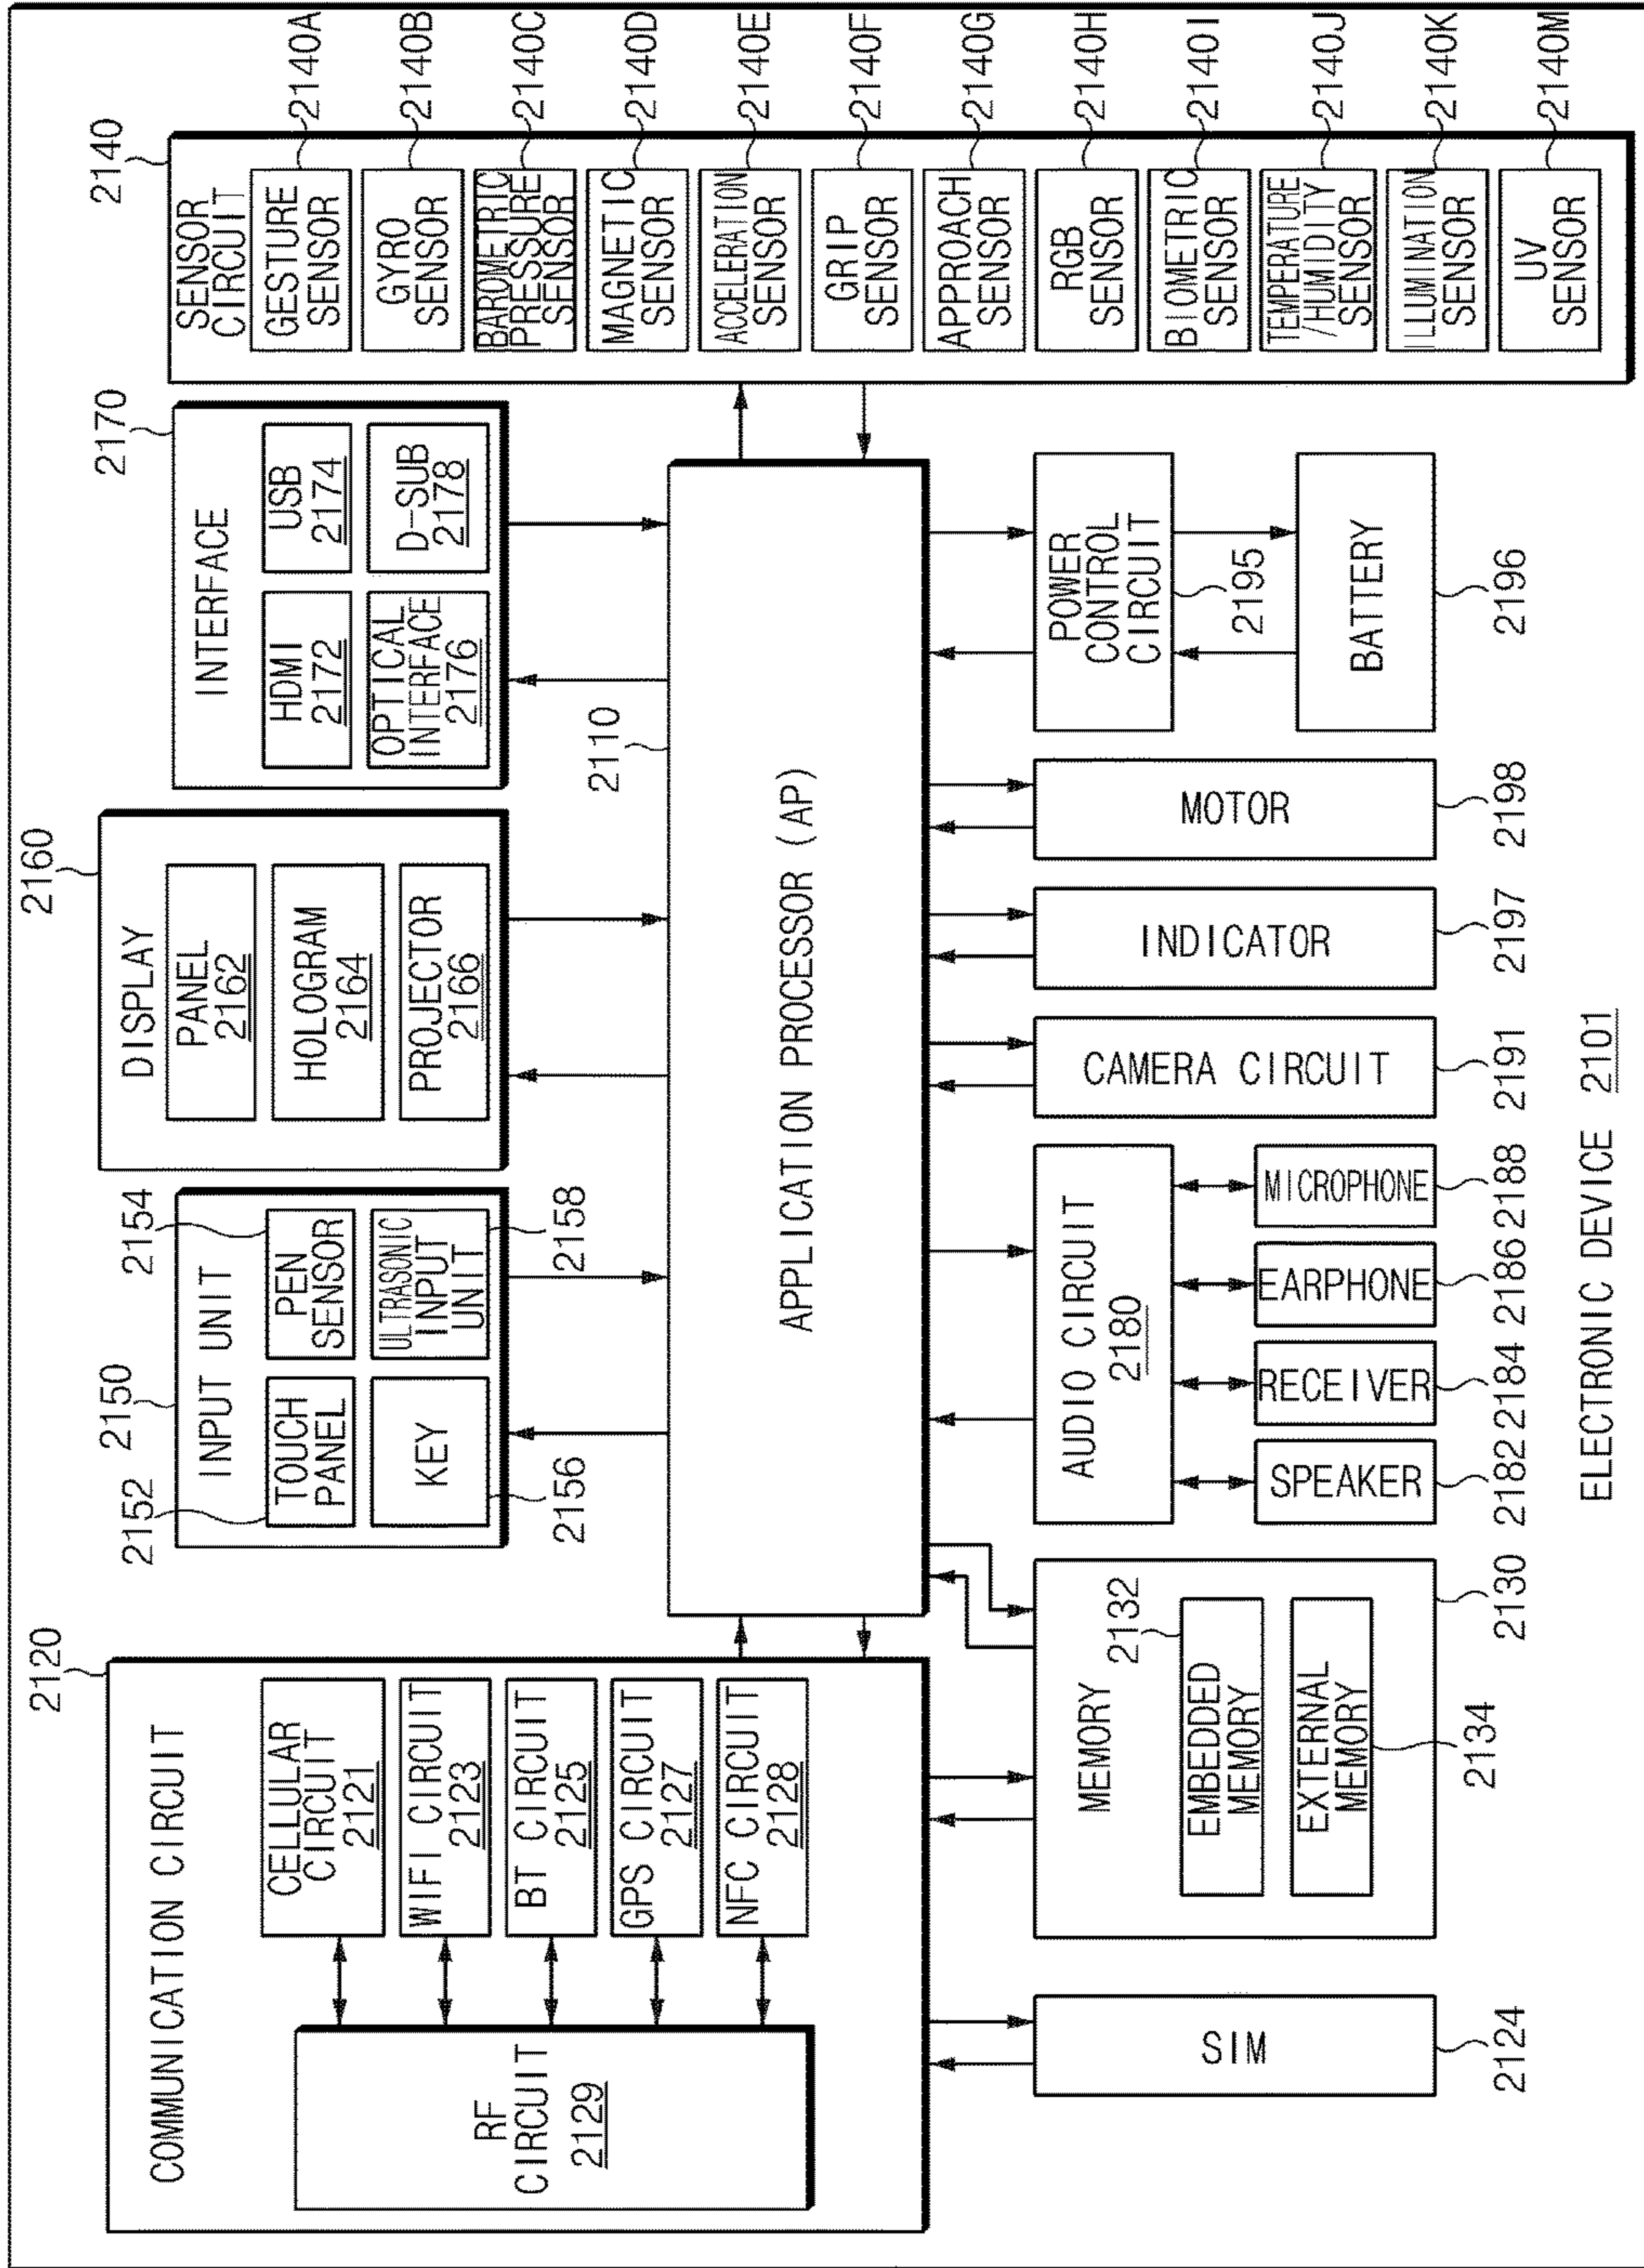 2120
COMMUNICATION CIRCUIT
CELLULAR
CIRCUIT
2121
WIFI CIRCUIT
2123
BT CIRCUIT
2125
GPS CIRCUIT
2127
NFC CIRCUIT
2128
RF
CIRCUIT
2129
2150
INPUT UNIT
2152
TOUCH
PANEL
2154
PEN
SENSOR
KEY
2156
ULTRASONIC
INPUT
UNIT
2158
2160
DISPLAY
PANEL
2162
HOLOGRAM
2164
PROJECTOR
2166
2170
INTERFACE
HDMI
2172
USB
2174
OPTICAL
INTERFACE
2176
D-SUB
2178
2140
SENSOR
CIRCUIT
GESTURE
SENSOR
2140A
GYRO
SENSOR
2140B
BAROMETRIC
PRESSURE
SENSOR
2140C
MAGNETIC
SENSOR
2140D
ACCELERATION
SENSOR
2140E
GRIP
SENSOR
2140F
APPROACH
SENSOR
2140G
RGB
SENSOR
2140H
BIOMETRIC
SENSOR
2140I
TEMPERATURE
/HUMIDITY
SENSOR
2140J
ILLUMINATION
SENSOR
2140K
UV
SENSOR
2140M
2110
APPLICATION PROCESSOR (AP)
SIM
2124
MEMORY
2132
EMBEDDED
MEMORY
EXTERNAL
MEMORY
2134
2130
AUDIO CIRCUIT
2180
SPEAKER
2182
RECEIVER
2184
EARPHONE
2186
MICROPHONE
2188
CAMERA CIRCUIT
2191
INDICATOR
2197
MOTOR
2198
POWER
CONTROL
CIRCUIT
2195
BATTERY
2196
ELECTRONIC DEVICE 2101